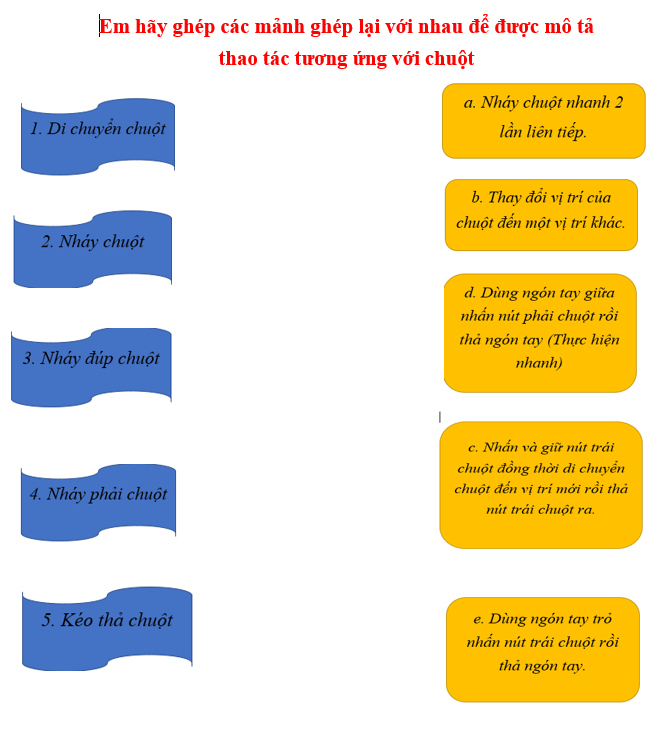 Em hãy ghép các mảnh ghép lại với nhau để được mô tả
thao tác tương ứng với chuột
1. Di chuyển chuột
2. Nháy chuột
3. Nháy đúp chuột
4. Nháy phải chuột
5. Kéo thả chuột
a. Nháy chuột nhanh 2
lần liên tiếp.
b. Thay đổi vị trí của
chuột đến một vị trí khác.
d. Dùng ngón tay giữa
nhấn nút phải chuột rồi
thả ngón tay (Thực hiện
nhanh)
c. Nhấn và giữ nút trái
chuột đồng thời di chuyển
chuột đến vị trí mới rồi thả
nút trái chuột ra.
e. Dùng ngón tay trỏ
nhấn nút trái chuột rồi
thả ngón tay.